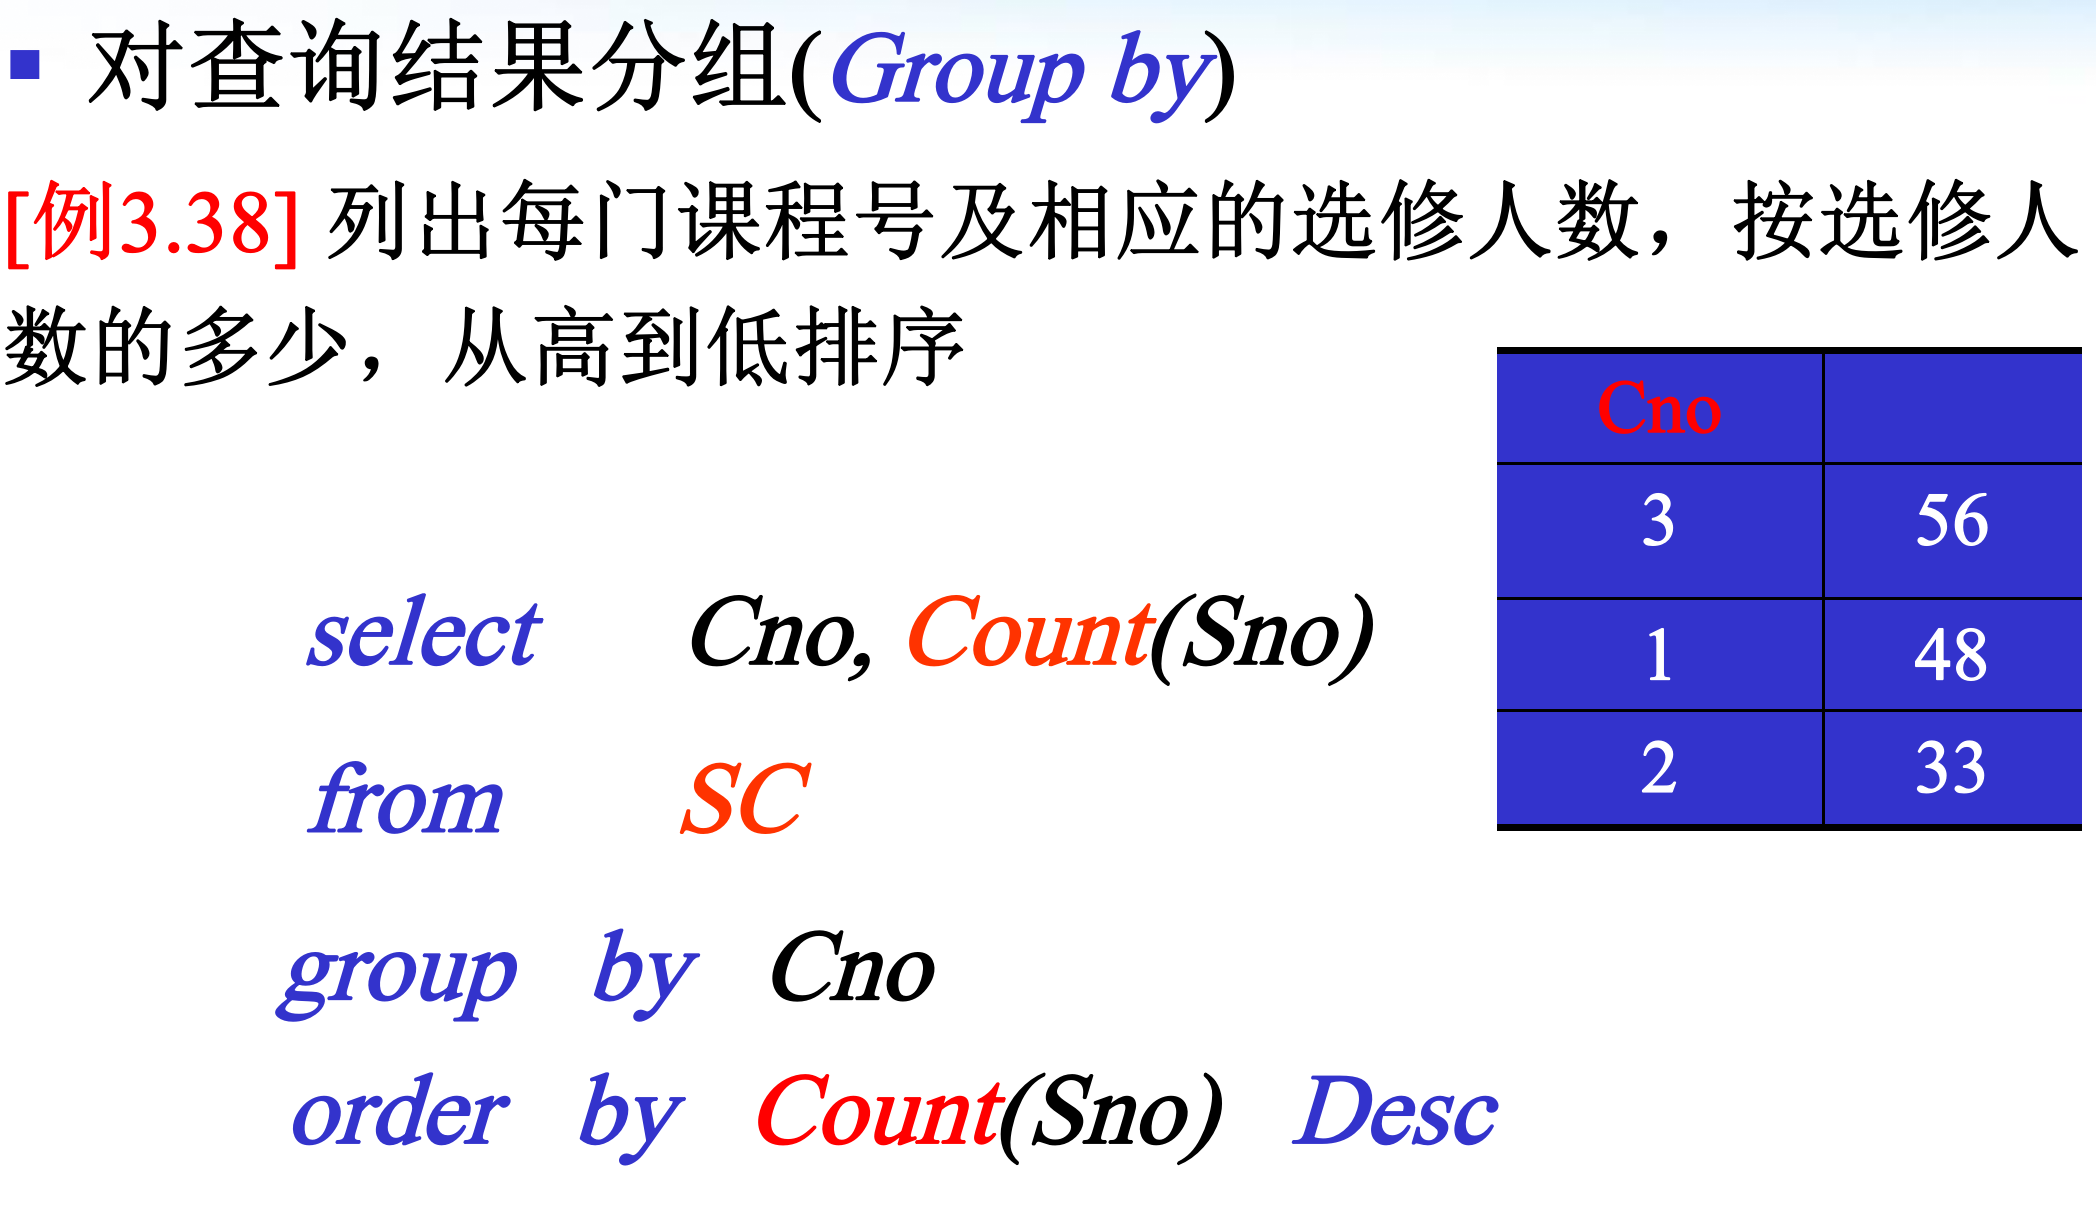 ▪ 对查询结果分组(Group by)
[例3.38] 列出每门课程号及相应的选修人数，按选修人
数的多少，从高到低排序
Cno
3 56
1 48
2 33
select Cno, Count(Sno)
from SC
group by Cno
order by Count(Sno) Desc